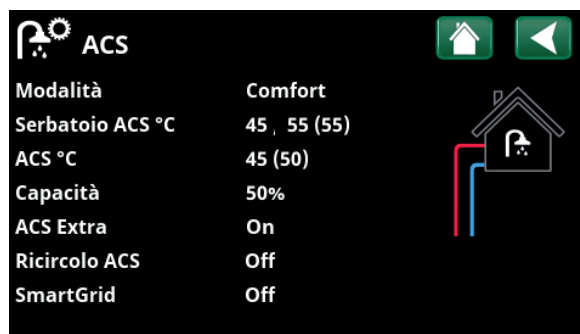 ACS
Modalità Comfort
Serbatoio ACS °C 45 , 55 (55)
ACS °C 45 (50)
Capacità 50%
ACS Extra On
Ricircolo ACS Off
SmartGrid Off